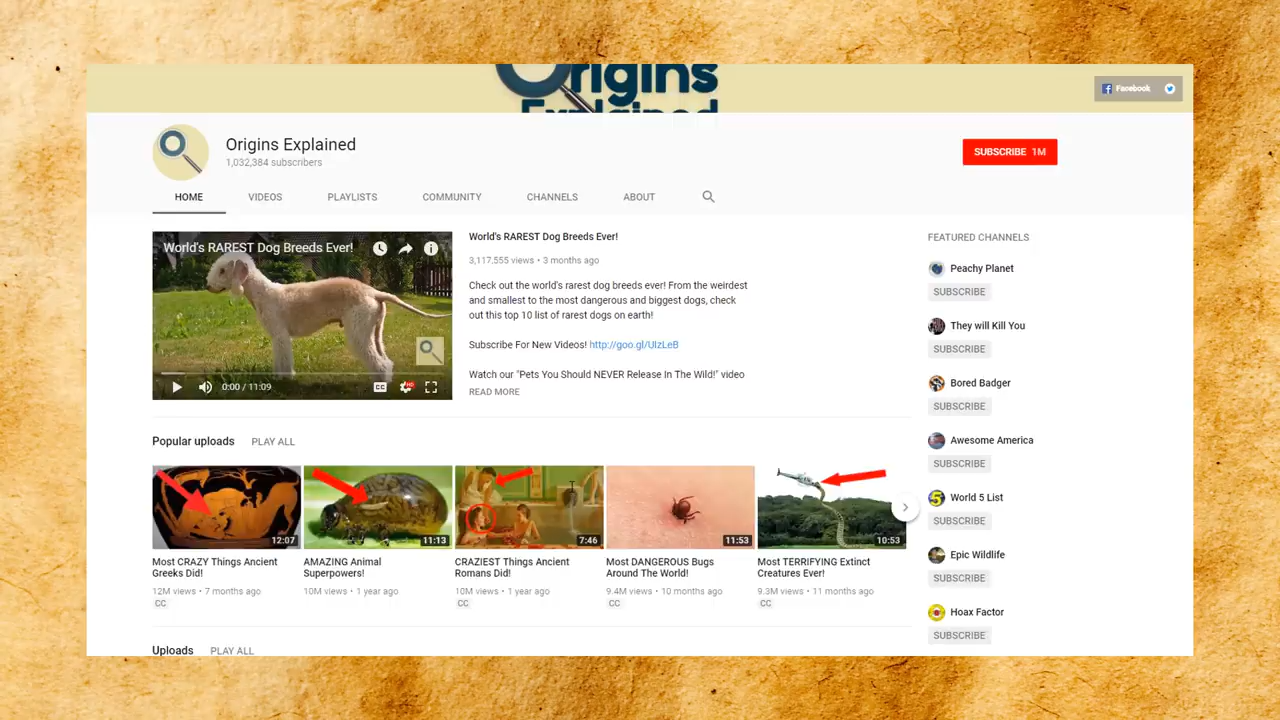 Origins
Explained
Facebook
Origins Explained
1,032,384 subscribers
SUBSCRIBE 1M
HOME
VIDEOS
PLAYLISTS
COMMUNITY
CHANNELS
ABOUT
World's RAREST Dog Breeds Ever!
0:00 / 11:09
CC
HD
World's RAREST Dog Breeds Ever!
3,117,555 views • 3 months ago
Check out the world's rarest dog breeds ever! From the weirdest
and smallest to the most dangerous and biggest dogs, check
out this top 10 list of rarest dogs on earth!
Subscribe For New Videos! http://goo.gl/UIzLeB
Watch our "Pets You Should NEVER Release In The Wild!" video
READ MORE
FEATURED CHANNELS
Peachy Planet
SUBSCRIBE
They will Kill You
SUBSCRIBE
Bored Badger
SUBSCRIBE
Awesome America
SUBSCRIBE
5
World 5 List
SUBSCRIBE
Epic Wildlife
SUBSCRIBE
Hoax Factor
SUBSCRIBE
Popular uploads PLAY ALL
12:07
Most CRAZY Things Ancient
Greeks Did!
12M views • 7 months ago
CC
11:13
AMAZING Animal
Superpowers!
10M views • 1 year ago
7:46
CRAZIEST Things Ancient
Romans Did!
10M views • 1 year ago
CC
11:53
Most DANGEROUS Bugs
Around The World!
9.4M views • 10 months ago
CC
10:53
Most TERRIFYING Extinct
Creatures Ever!
9.3M views • 11 months ago
CC
Uploads PLAY ALL